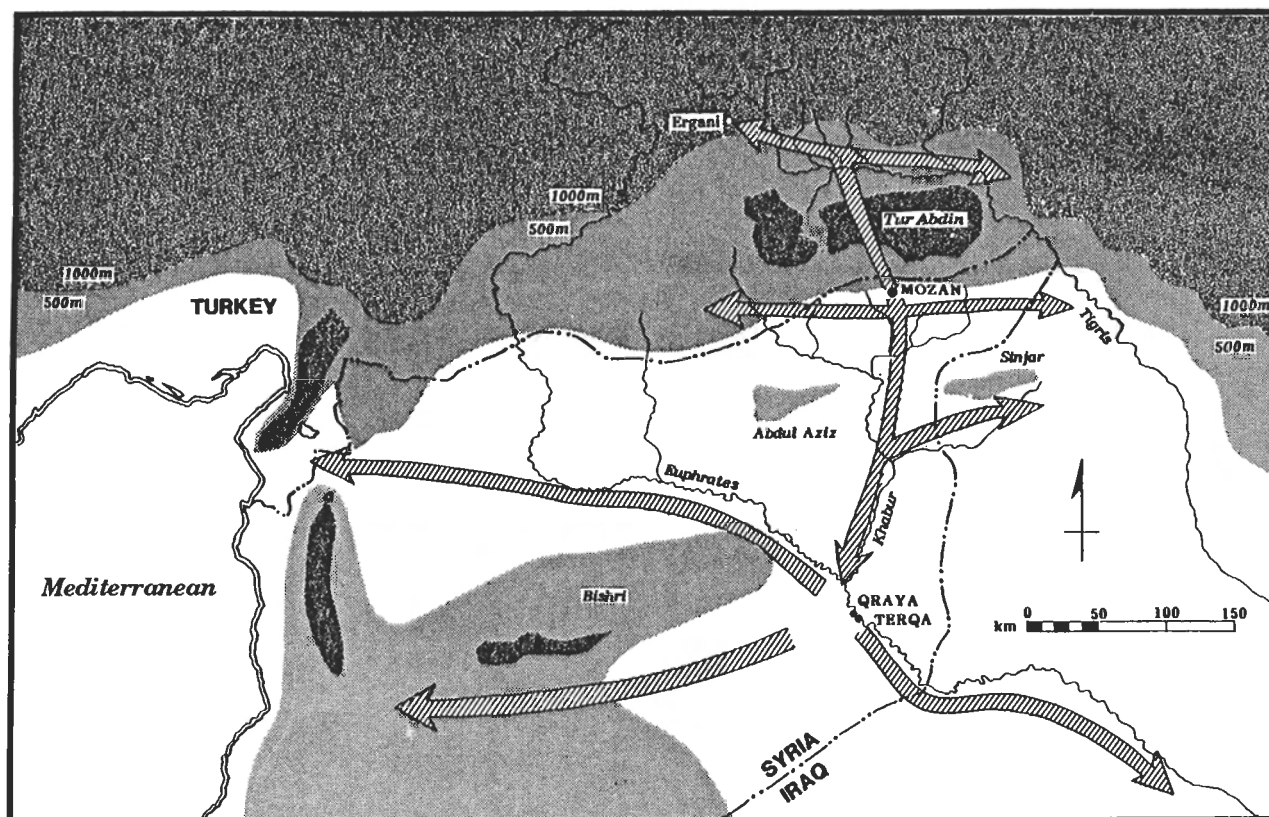 Ergani
1000m
500m
Tur Abdin
1000m
500m
TURKEY
MOZAN
Tigris
1000m
500m
Sinjar
Abdul Aziz
Euphrates
Khabur
Mediterranean
Bishri
QRAYA
TERQA
km
0 50 100 150
SYRIA
IRAQ